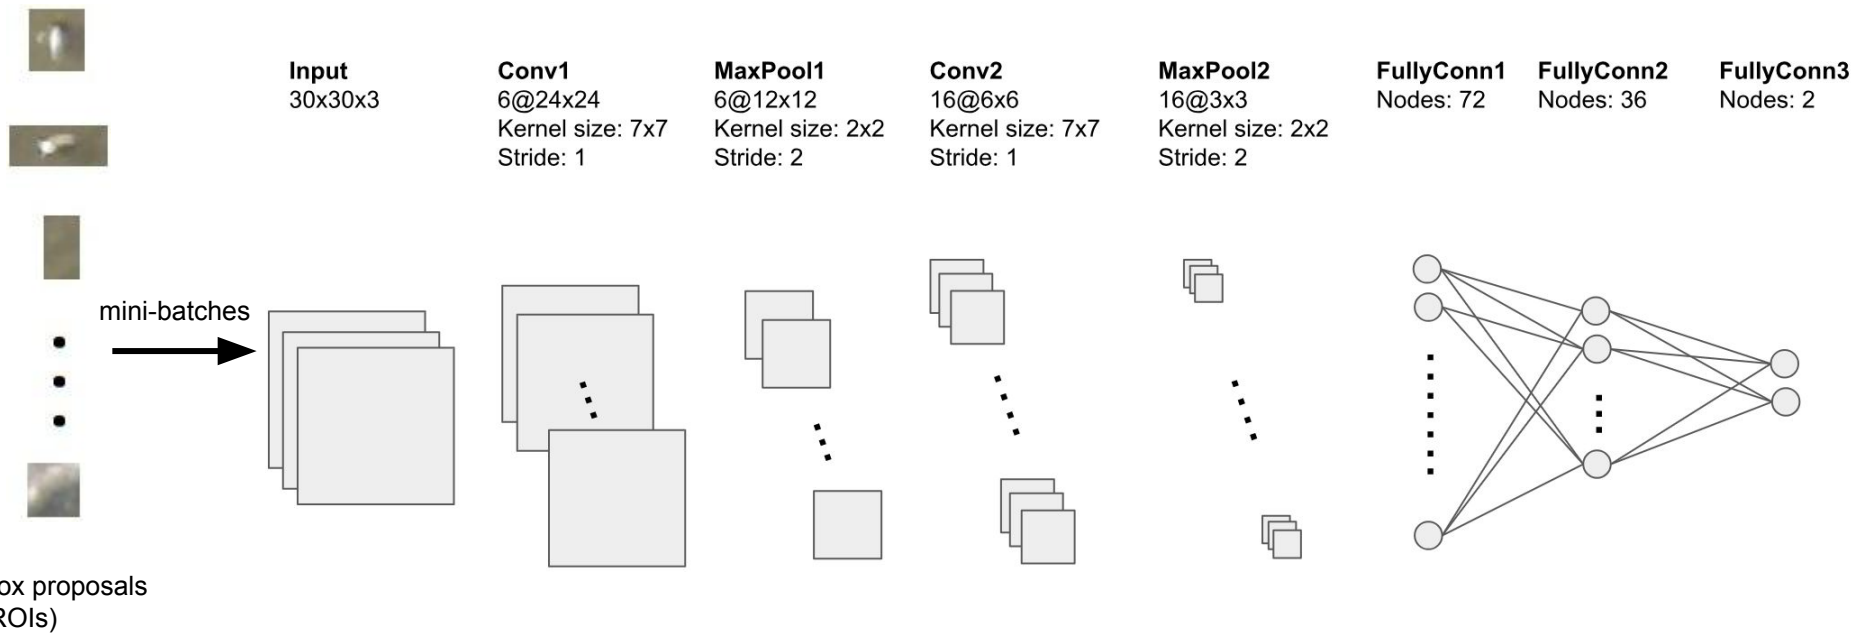 Input
30x30x3
Conv1
6@24x24
Kernel size: 7x7
Stride: 1
MaxPool1
6@12x12
Kernel size: 2x2
Stride: 2
Conv2
16@6x6
Kernel size: 7x7
Stride: 1
MaxPool2
16@3x3
Kernel size: 2x2
Stride: 2
FullyConn1
Nodes: 72
FullyConn2
Nodes: 36
FullyConn3
Nodes: 2
mini-batches
ox proposals
ROIs)